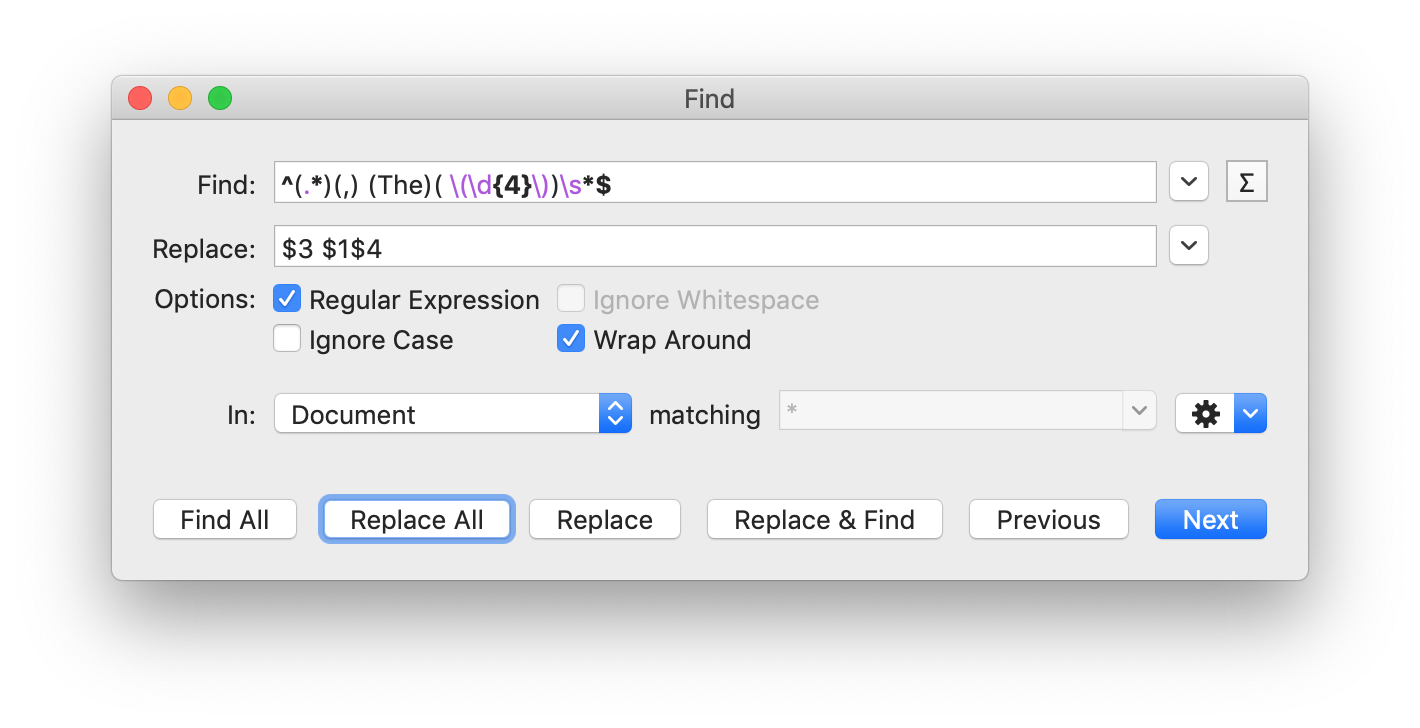 Find
Find: ^(.*)(,) (The)( \(\d{4}\))\s*$ Σ
Replace: $3 $1$4
Options: Regular Expression Ignore Whitespace
Ignore Case Wrap Around
In: Document matching *
Find All Replace All Replace Replace & Find Previous Next